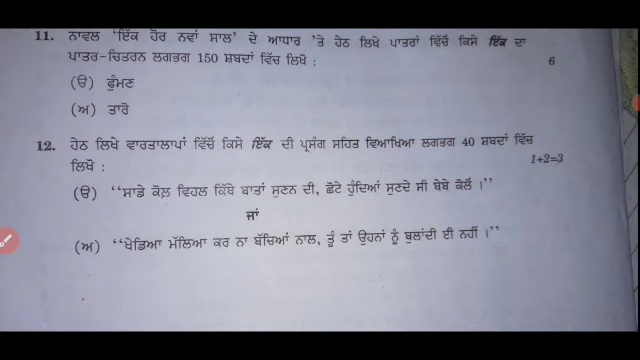 11. ਨਾਵਲ ‘ਇੱਕ ਹੋਰ ਨਵਾਂ ਸਾਲ’ ਦੇ ਆਧਾਰ ’ਤੇ ਹੇਠ ਲਿਖੇ ਪਾਤਰਾਂ ਵਿੱਚੋਂ ਕਿਸੇ ਇੱਕ ਦਾ
ਪਾਤਰ-ਚਿਤਰਨ ਲਗਭਗ 150 ਸ਼ਬਦਾਂ ਵਿੱਚ ਲਿਖੋ : 6
(ੳ) ਫੁੰਮਣ
(ਅ) ਤਾਰੋ
12. ਹੇਠ ਲਿਖੇ ਵਾਰਤਾਲਾਪਾਂ ਵਿੱਚੋਂ ਕਿਸੇ ਇੱਕ ਦੀ ਪ੍ਰਸੰਗ ਸਹਿਤ ਵਿਆਖਿਆ ਲਗਭਗ 40 ਸ਼ਬਦਾਂ ਵਿੱਚ
ਲਿਖੋ : 1+2=3
(ੳ) “ਸਾਡੇ ਕੋਲ਼ ਵਿਹਲ ਕਿੱਥੇ ਬਾਤਾਂ ਸੁਣਨ ਦੀ, ਛੋਟੇ ਹੁੰਦਿਆਂ ਸੁਣਦੇ ਸੀ ਬੇਬੇ ਕੋਲੋਂ ।”
ਜਾਂ
(ਅ) “ਖੇਡਿਆ ਮੱਲਿਆ ਕਰ ਨਾ ਬੱਚਿਆਂ ਨਾਲ, ਤੂੰ ਤਾਂ ਉਹਨਾਂ ਨੂੰ ਬੁਲਾਂਦੀ ਈ ਨਹੀਂ ।”